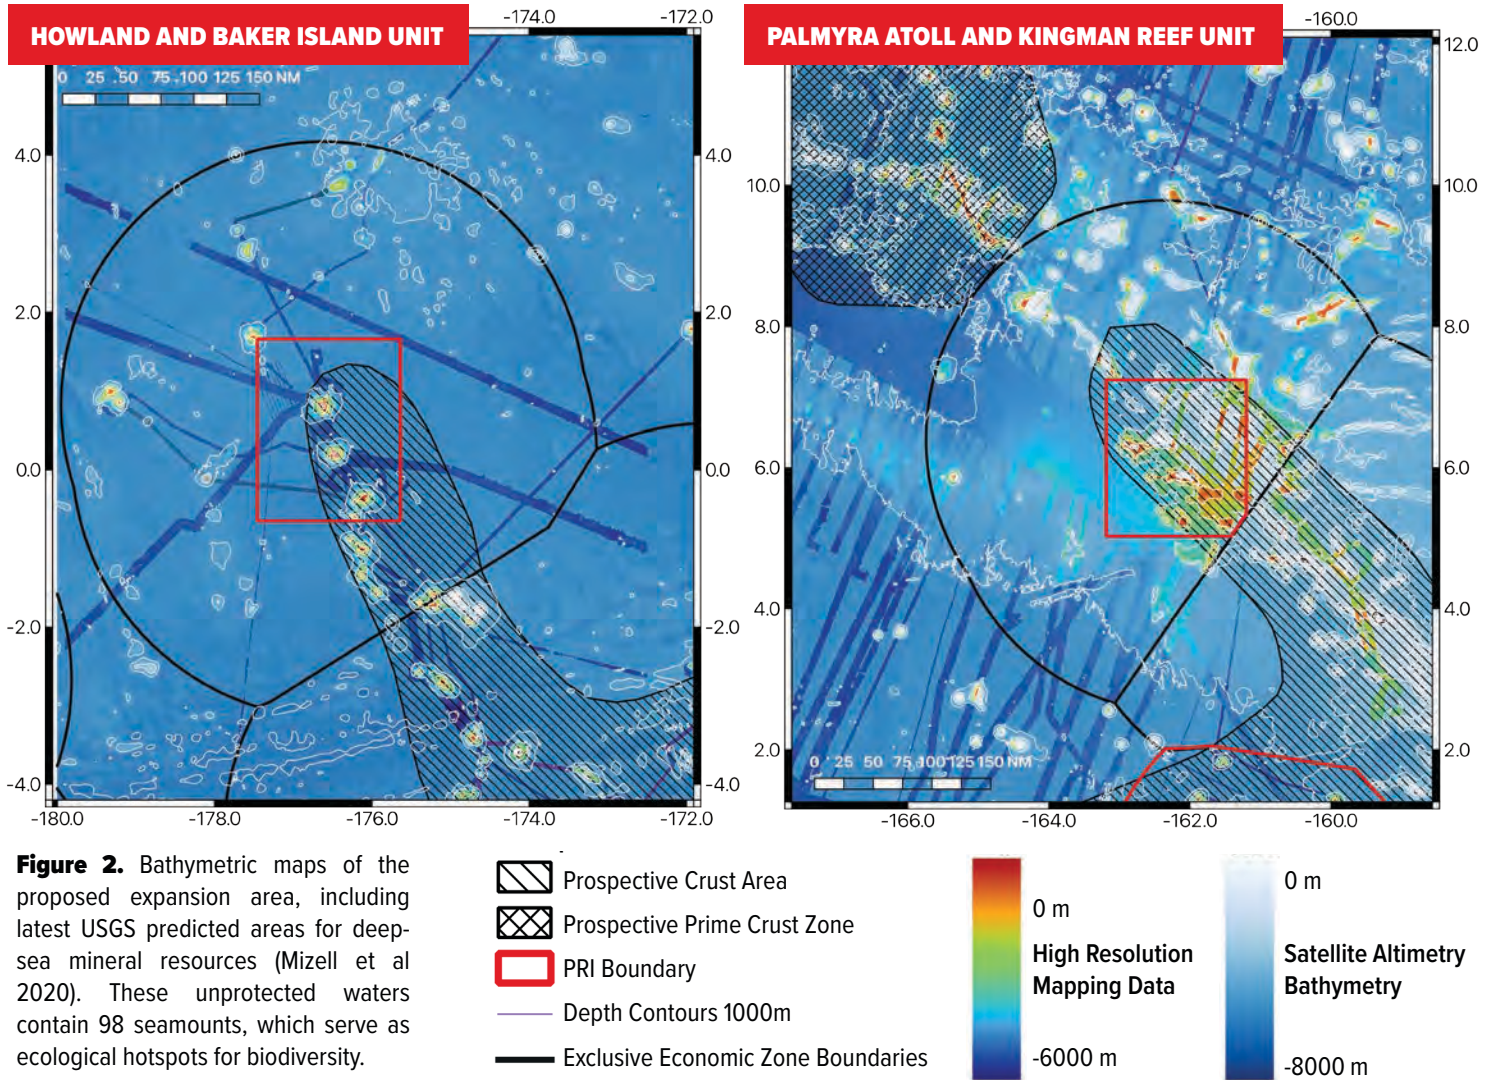 HOWLAND AND BAKER ISLAND UNIT
-174.0
-172.0
0 25 50 75 100 125 150 NM
4.0
4.0
2.0
2.0
0.0
0.0
-2.0
-2.0
-4.0
-4.0
-180.0
-178.0
-176.0
-174.0
-172.0
PALMYRA ATOLL AND KINGMAN REEF UNIT
-160.0
12.0
10.0
10.0
8.0
8.0
6.0
6.0
4.0
4.0
2.0
2.0
0 25 50 75 100 125 150 NM
-166.0
-164.0
-162.0
-160.0
Figure 2. Bathymetric maps of the
proposed expansion area, including
latest USGS predicted areas for deep-
sea mineral resources (Mizell et al
2020). These unprotected waters
contain 98 seamounts, which serve as
ecological hotspots for biodiversity.
Prospective Crust Area
Prospective Prime Crust Zone
PRI Boundary
Depth Contours 1000m
Exclusive Economic Zone Boundaries
0 m
High Resolution
Mapping Data
-6000 m
0 m
Satellite Altimetry
Bathymetry
-8000 m